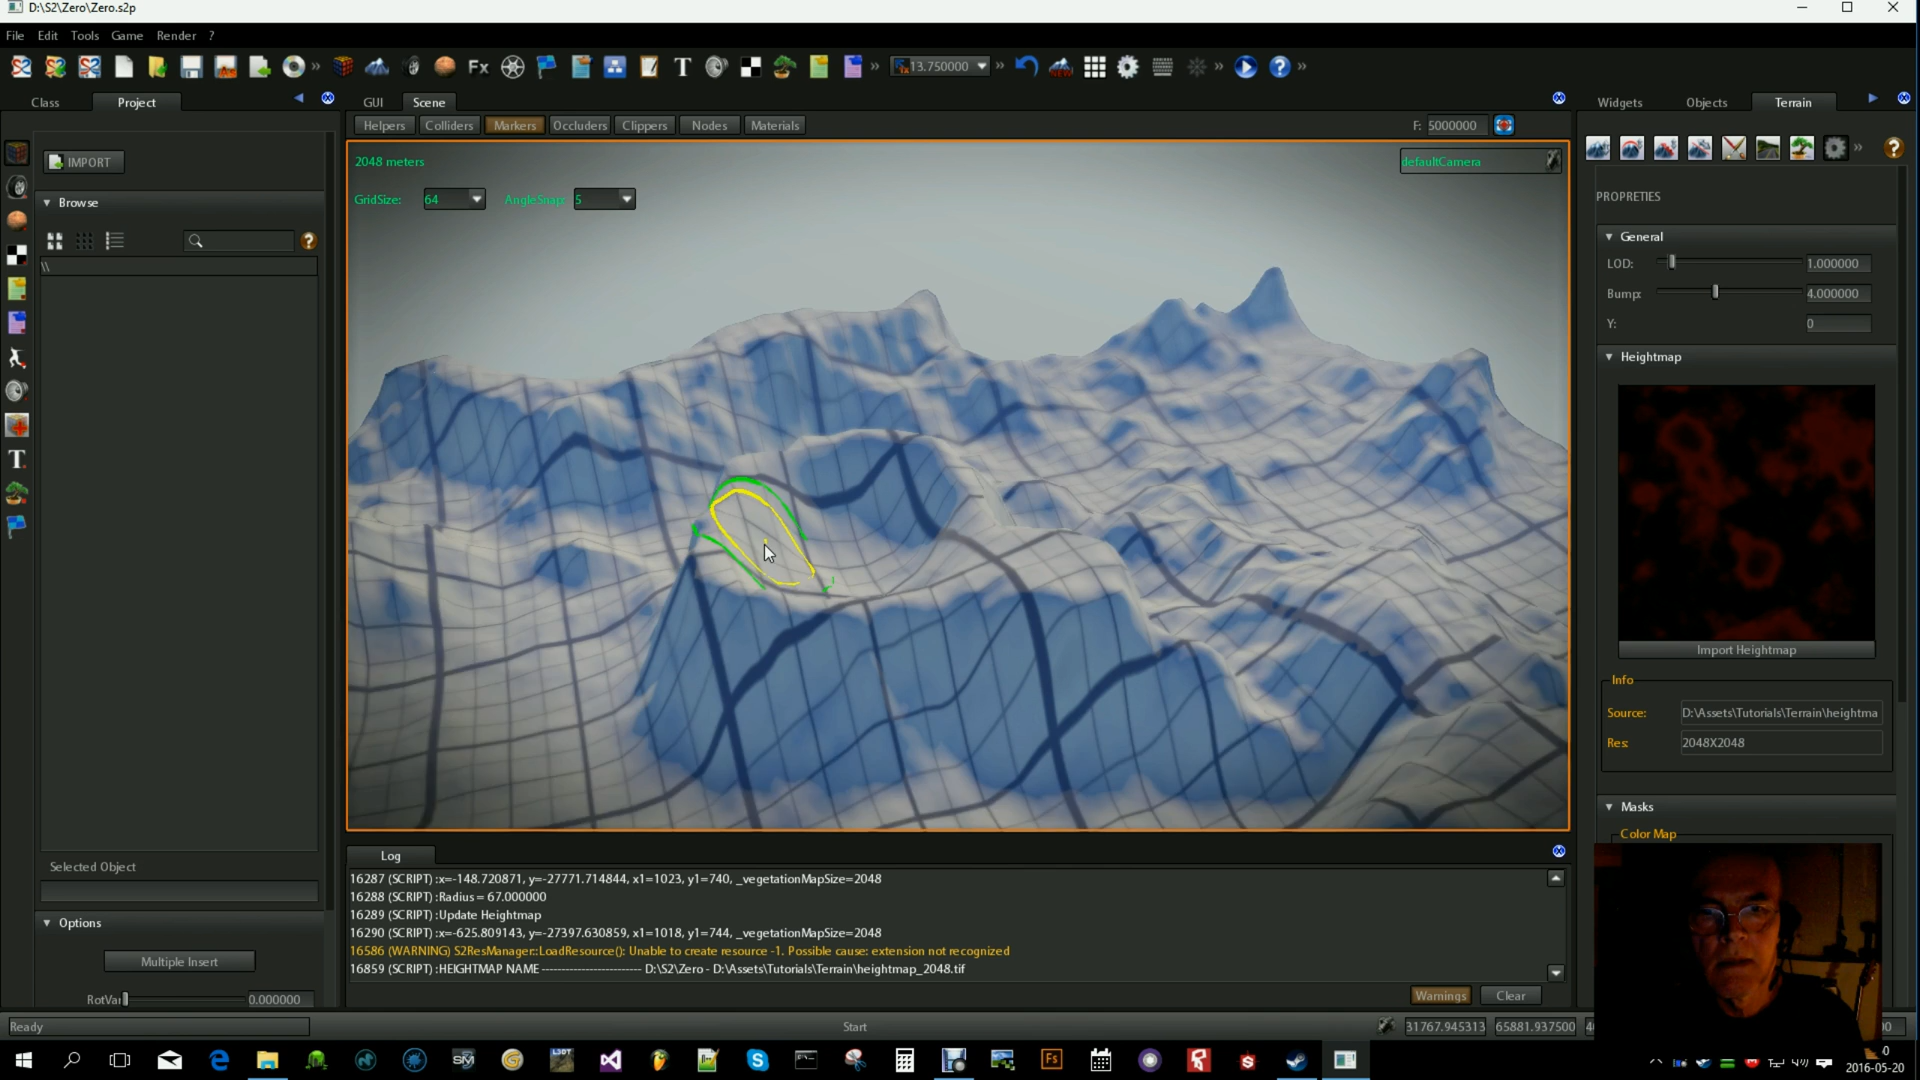 D:\S2\Zero\Zero.s2p
File Edit Tools Game Render ?
Fx T 13.750000
Class Project GUI Scene Widgets Objects Terrain
Helpers Colliders Markers Occluders Clippers Nodes Materials F: 5000000
IMPORT
Browse
\\
Selected Object
Options
Multiple Insert
RotVar 0.000000
2048 meters defaultCamera
GridSize: 64 AngleSnap: 5
PROPRETIES
General
LOD: 1.000000
Bump: 4.000000
Y: 0
Heightmap
Import Heightmap
Info
Source: D:\Assets\Tutorials\Terrain\heightma
Res: 2048X2048
Masks
Color Map
Log
16287 (SCRIPT) :x=-148.720871, y=-27771.714844, x1=1023, y1=740, _vegetationMapSize=2048
16288 (SCRIPT) :Radius = 67.000000
16289 (SCRIPT) :Update Heightmap
16290 (SCRIPT) :x=-625.809143, y=-27397.630859, x1=1018, y1=744, _vegetationMapSize=2048
16586 (WARNING) S2ResManager::LoadResource(): Unable to create resource -1. Possible cause: extension not recognized
16859 (SCRIPT) :HEIGHTMAP NAME ------------------------- D:\S2\Zero - D:\Assets\Tutorials\Terrain\heightmap_2048.tif
Warnings Clear
Ready Start 31767.945313 65881.937500
2016-05-20